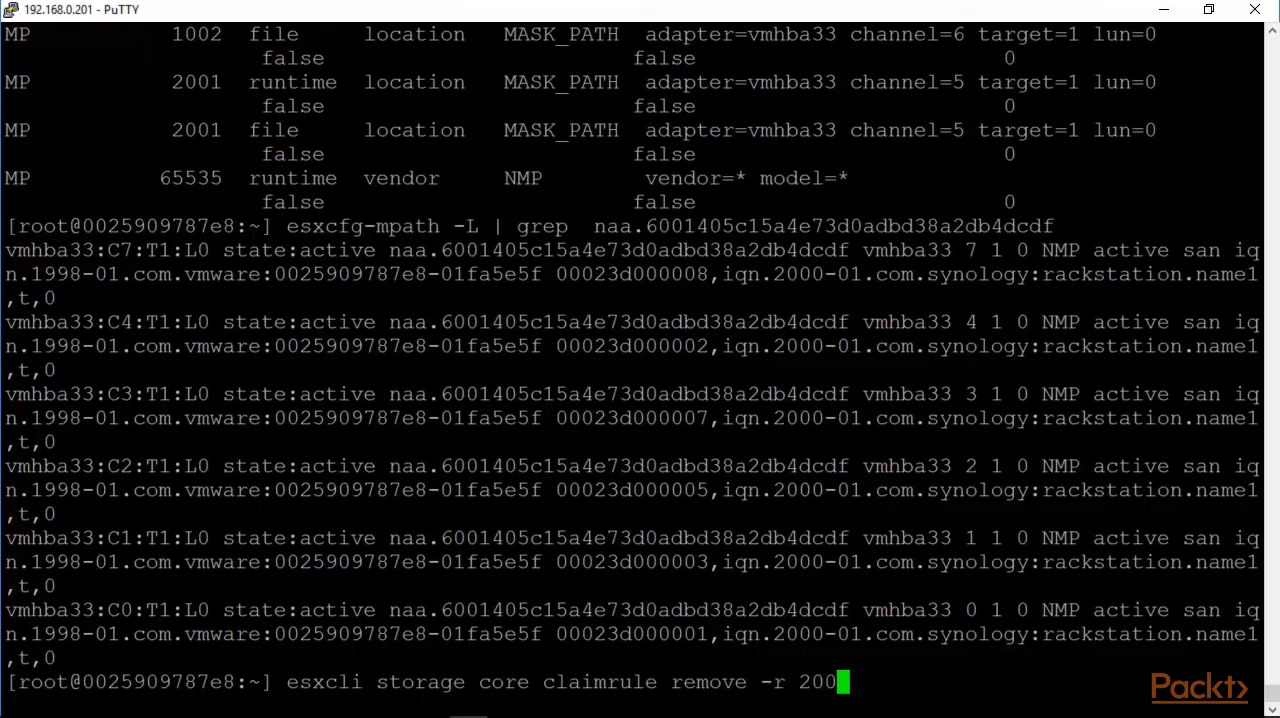 192.168.0.201 - PuTTY
MP 1002 file location MASK_PATH adapter=vmhba33 channel=6 target=1 lun=0
false false 0
MP 2001 runtime location MASK_PATH adapter=vmhba33 channel=5 target=1 lun=0
false false 0
MP 2001 file location MASK_PATH adapter=vmhba33 channel=5 target=1 lun=0
false false 0
MP 65535 runtime vendor NMP vendor=* model=*
false false 0
[root@0025909787e8:~] esxcfg-mpath -L | grep naa.6001405c15a4e73d0adbd38a2db4dcdf
vmhba33:C7:T1:L0 state:active naa.6001405c15a4e73d0adbd38a2db4dcdf vmhba33 7 1 0 NMP active san iq
n.1998-01.com.vmware:0025909787e8-01fa5e5f 00023d000008,iqn.2000-01.com.synology:rackstation.name1
,t,0
vmhba33:C4:T1:L0 state:active naa.6001405c15a4e73d0adbd38a2db4dcdf vmhba33 4 1 0 NMP active san iq
n.1998-01.com.vmware:0025909787e8-01fa5e5f 00023d000002,iqn.2000-01.com.synology:rackstation.name1
,t,0
vmhba33:C3:T1:L0 state:active naa.6001405c15a4e73d0adbd38a2db4dcdf vmhba33 3 1 0 NMP active san iq
n.1998-01.com.vmware:0025909787e8-01fa5e5f 00023d000007,iqn.2000-01.com.synology:rackstation.name1
,t,0
vmhba33:C2:T1:L0 state:active naa.6001405c15a4e73d0adbd38a2db4dcdf vmhba33 2 1 0 NMP active san iq
n.1998-01.com.vmware:0025909787e8-01fa5e5f 00023d000005,iqn.2000-01.com.synology:rackstation.name1
,t,0
vmhba33:C1:T1:L0 state:active naa.6001405c15a4e73d0adbd38a2db4dcdf vmhba33 1 1 0 NMP active san iq
n.1998-01.com.vmware:0025909787e8-01fa5e5f 00023d000003,iqn.2000-01.com.synology:rackstation.name1
,t,0
vmhba33:C0:T1:L0 state:active naa.6001405c15a4e73d0adbd38a2db4dcdf vmhba33 0 1 0 NMP active san iq
n.1998-01.com.vmware:0025909787e8-01fa5e5f 00023d000001,iqn.2000-01.com.synology:rackstation.name1
,t,0
[root@0025909787e8:~] esxcli storage core claimrule remove -r 200
Packt>